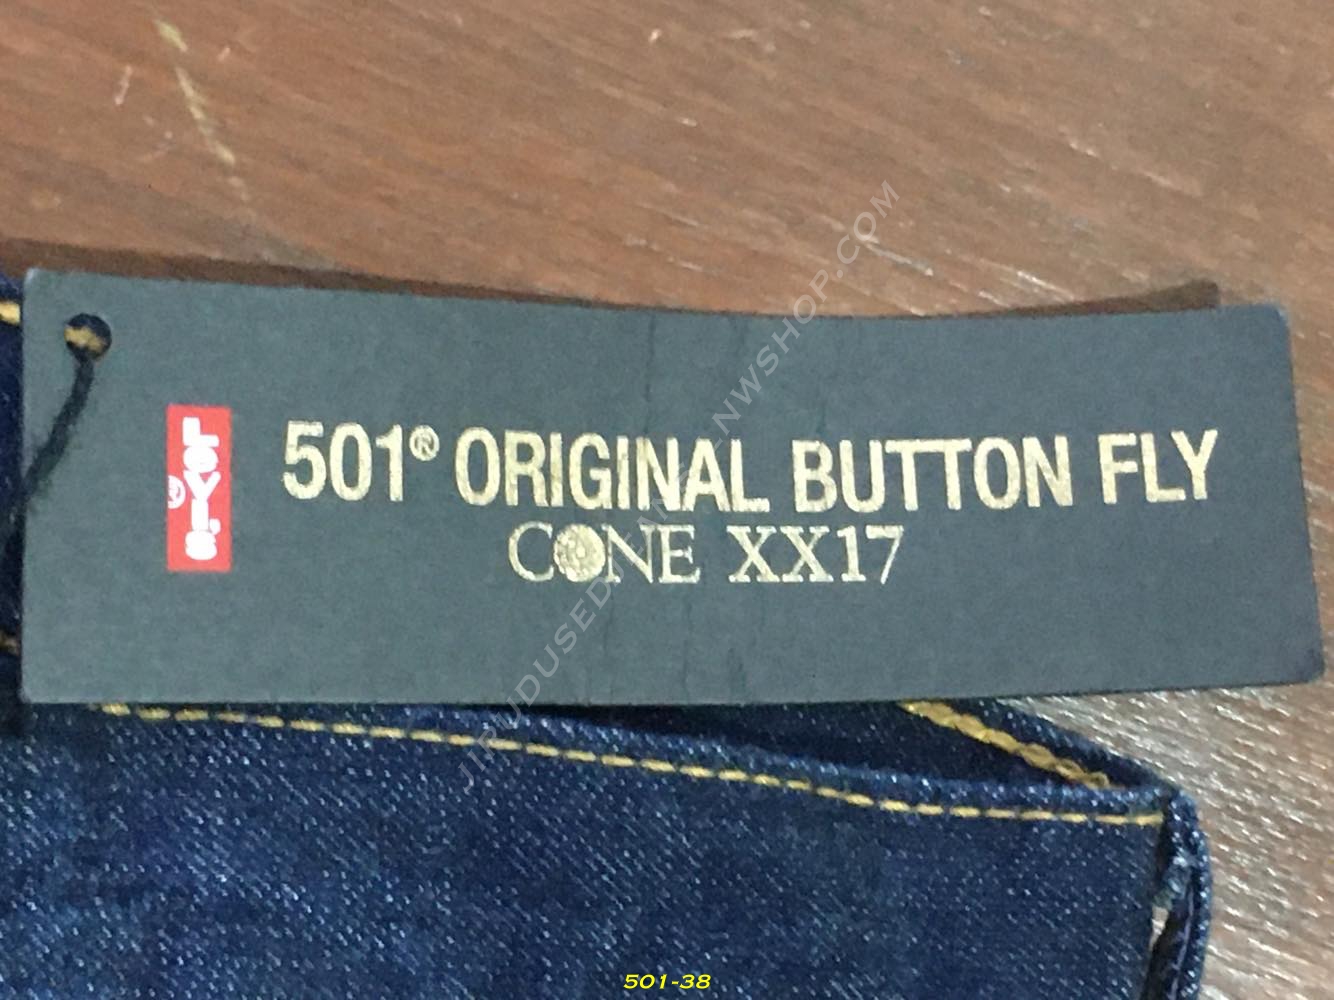 LEVI'S®
501® ORIGINAL BUTTON FLY
CONE XX17
501-38